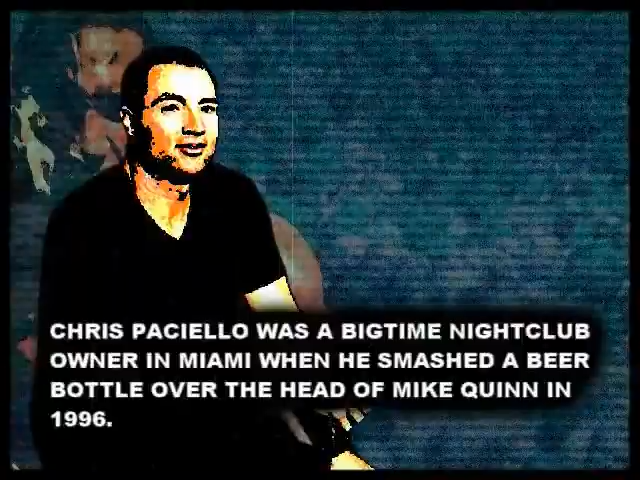 CHRIS PACIELLO WAS A BIGTIME NIGHTCLUB
OWNER IN MIAMI WHEN HE SMASHED A BEER
BOTTLE OVER THE HEAD OF MIKE QUINN IN
1996.